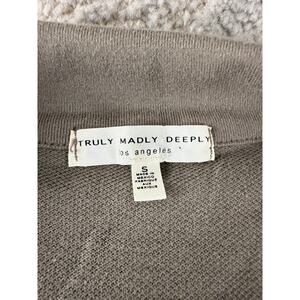 TRULY MADLY DEEPLY
los angeles
S
MADE IN
MEXICO
FABRIQUE
AUX
MEXIQUE